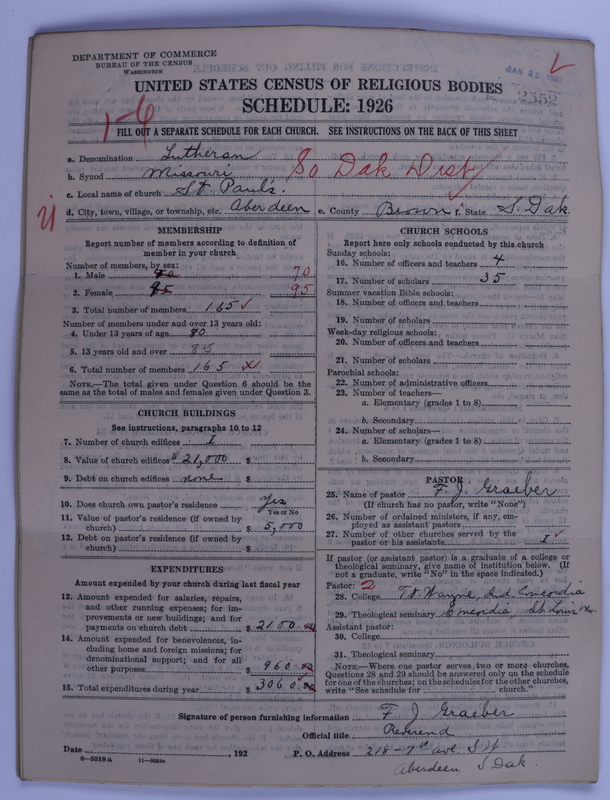 DEPARTMENT OF COMMERCE
BUREAU OF THE CENSUS
WASHINGTON
UNITED STATES CENSUS OF RELIGIOUS BODIES
SCHEDULE: 1926
2552
1-6
FILL OUT A SEPARATE SCHEDULE FOR EACH CHURCH. SEE INSTRUCTIONS ON THE BACK OF THIS SHEET
a. Denomination Lutheran
b. Synod Missouri So Dak Dist
c. Local name of church St Pauls.
d. City, town, village, or township, etc. Aberdeen e. County Brown f. State S. Dak
MEMBERSHIP
Report number of members according to definition of
member in your church
Number of members, by sex:
1. Male 70
2. Female 85 95
3. Total number of members 165
Number of members under and over 13 years old:
4. Under 13 years of age 80
5. 13 years old and over 85
6. Total number of members 165
NOTE.—The total given under Question 6 should be the
same as the total of males and females given under Question 3.
CHURCH BUILDINGS
See instructions, paragraphs 10 to 12
7. Number of church edifices I
8. Value of church edifices $ 21,000 $
9. Debt on church edifices none $
10. Does church own pastor's residence Yes
Yes or No
11. Value of pastor's residence (if owned by
church) $ 5,000
12. Debt on pastor's residence (if owned by
church) $
EXPENDITURES
Amount expended by your church during last fiscal year
13. Amount expended for salaries, repairs,
and other running expenses; for im-
provements or new buildings; and for
payments on church debt $ 2100.00
14. Amount expended for benevolences, in-
cluding home and foreign missions; for
denominational support; and for all
other purposes $ 960.00
15. Total expenditures during year $ 3060.00
CHURCH SCHOOLS
Report here only schools conducted by this church
Sunday schools:
16. Number of officers and teachers 4
17. Number of scholars 35
Summer vacation Bible schools:
18. Number of officers and teachers
19. Number of scholars
Week-day religious schools:
20. Number of officers and teachers
21. Number of scholars
Parochial schools:
22. Number of administrative officers
23. Number of teachers—
a. Elementary (grades 1 to 8)
b. Secondary
24. Number of scholars—
a. Elementary (grades 1 to 8)
b. Secondary
PASTOR
25. Name of pastor F. J. Graeber
(If church has no pastor, write "None")
26. Number of ordained ministers, if any, em-
ployed as assistant pastors
27. Number of other churches served by the
pastor or his assistants I
If pastor (or assistant pastor) is a graduate of a college or
theological seminary, give name of institution below. (If
not a graduate, write "No" in the space indicated.)
Pastor: 2
28. College Ft Wayne, Ind. Concordia
29. Theological seminary Concordia, St Louis Mo.
Assistant pastor:
30. College
31. Theological seminary
NOTE.—Where one pastor serves two or more churches,
Questions 28 and 29 should be answered only on the schedule
for one of the churches; on the schedules for the other churches,
write "See schedule for church."
Signature of person furnishing information F J Graeber
Official title Reverend
Date , 192 P. O. Address 218-7th ave S.W
8-5518a 11-9554a
Aberdeen S Dak.